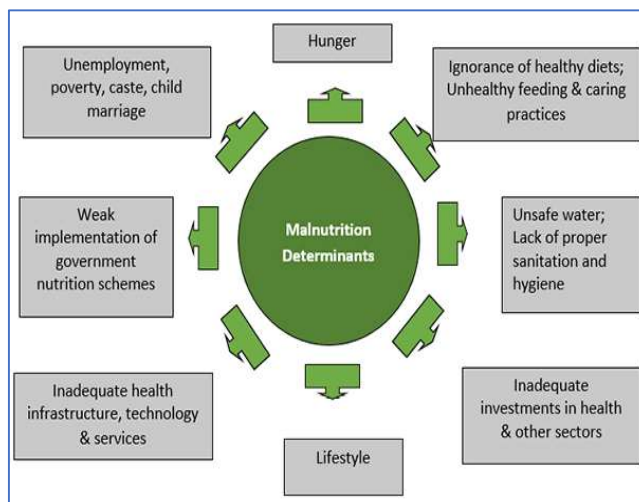 Hunger
Unemployment,
poverty, caste, child
marriage
Ignorance of healthy diets;
Unhealthy feeding & caring
practices
Weak
implementation of
government
nutrition schemes
Malnutrition
Determinants
Unsafe water;
Lack of proper
sanitation and
hygiene
Inadequate health
infrastructure, technology
& services
Lifestyle
Inadequate
investments in health
& other sectors